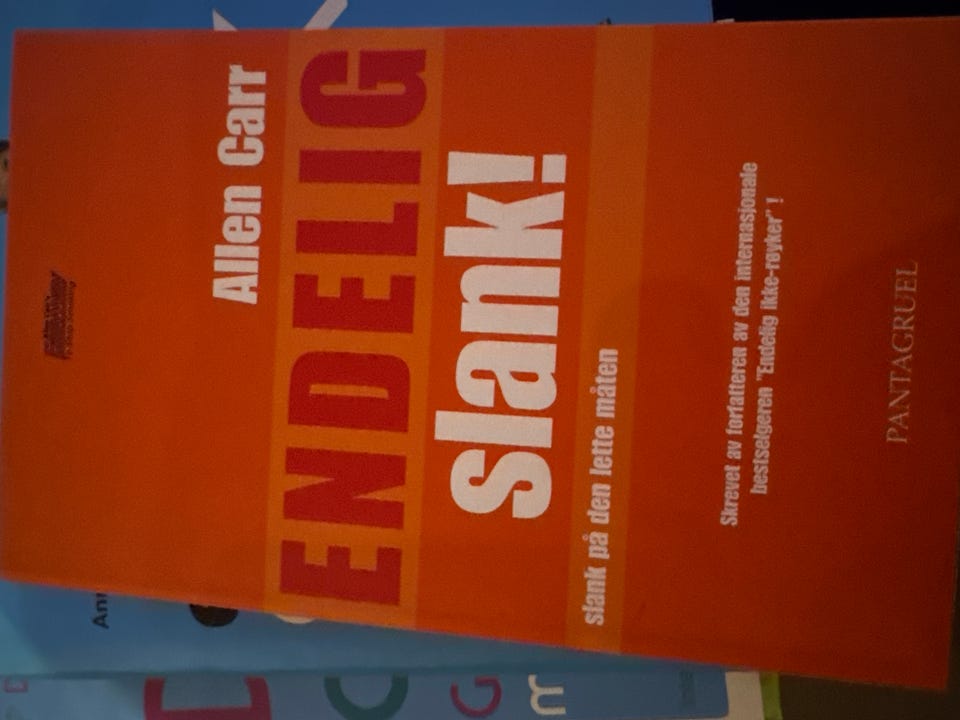 Allen Carr
ENDELIG
slank!
slank på den lette måten
Skrevet av forfatteren av den internasjonale
bestselgeren "Endelig ikke-røyker" !
PANTAGRUEL